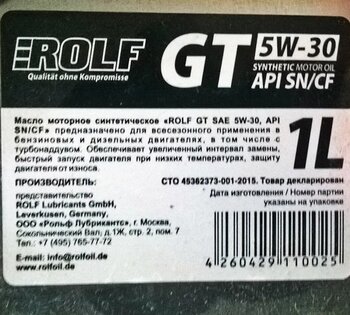 ROLF
Qualität ohne Kompromisse
GT
5W-30
SYNTHETIC MOTOR OIL
API SN/CF
Масло моторное синтетическое «ROLF GT SAE 5W-30, API
SN/CF» предназначено для всесезонного применения в
бензиновых и дизельных двигателях, в том числе с
турбонаддувом. Обеспечивает увеличенный интервал замены,
быстрый запуск двигателя при низких температурах, защиту
двигателя от износа.
1L
ПРОИЗВОДИТЕЛЬ:
представительство
ROLF Lubricants GmbH,
Leverkusen, Germany,
ООО «Рольф Лубрикантс», г. Москва,
Сокольнический Вал, д.1Ж, стр. 2, пом. 7
Тел.: +7 (495) 765-77-72
E-mail: info@rolfoil.de
www.rolfoil.de
СТО 45362373-001-2015. Товар декларирован
Дата изготовления / Номер партии
указаны на упаковке
4260429110025